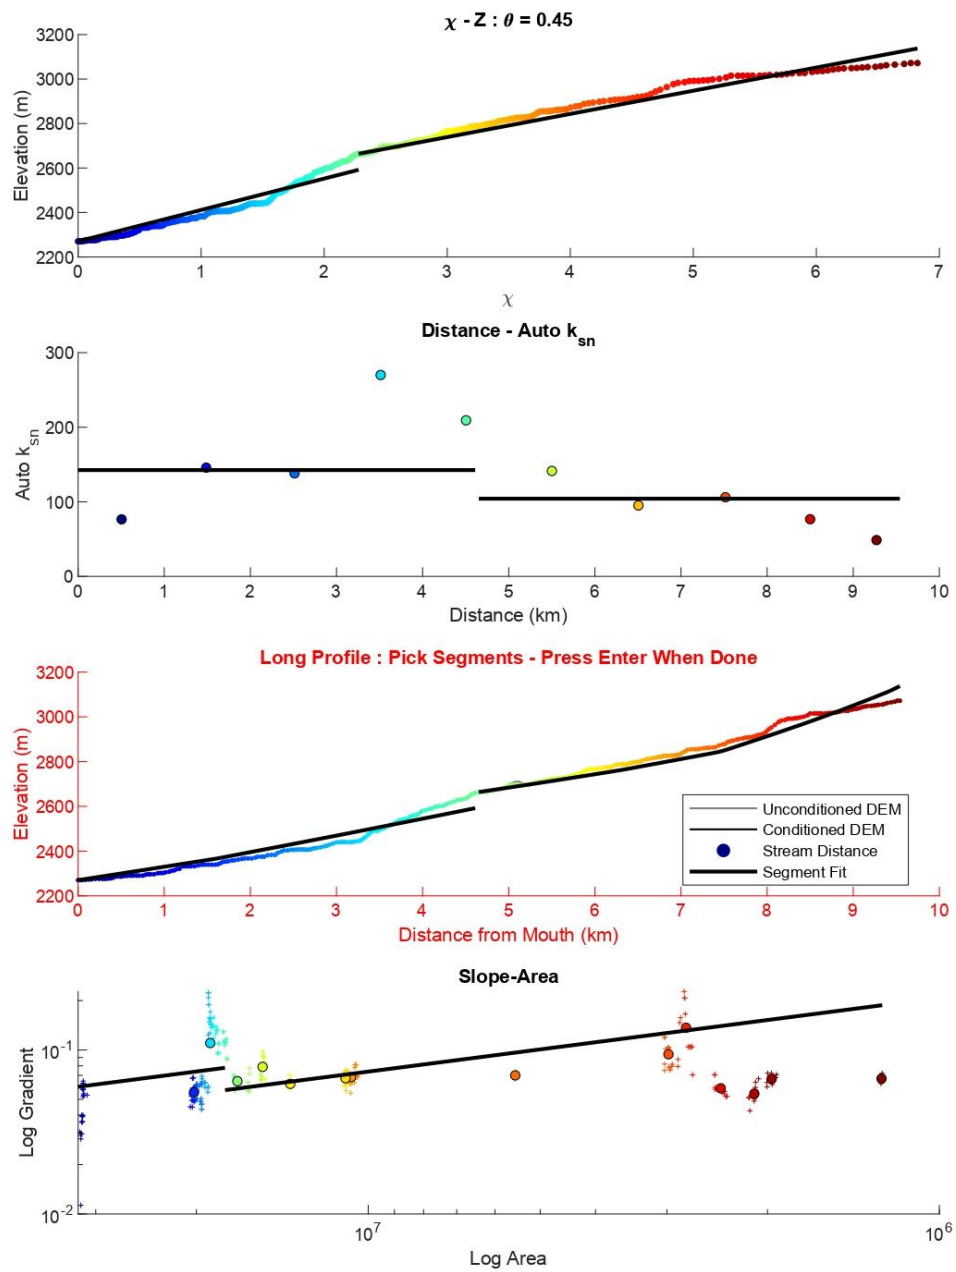 χ - Z : θ = 0.45
3200
3000
2800
2600
2400
2200
Elevation (m)
0 1 2 3 4 5 6 7
χ
Distance - Auto ksn
300
200
100
0
Auto ksn
0 1 2 3 4 5 6 7 8 9 10
Distance (km)
Long Profile : Pick Segments - Press Enter When Done
3200
3000
2800
2600
2400
2200
Elevation (m)
Unconditioned DEM
Conditioned DEM
Stream Distance
Segment Fit
0 1 2 3 4 5 6 7 8 9 10
Distance from Mouth (km)
Slope-Area
10-1
10-2
Log Gradient
107 106
Log Area